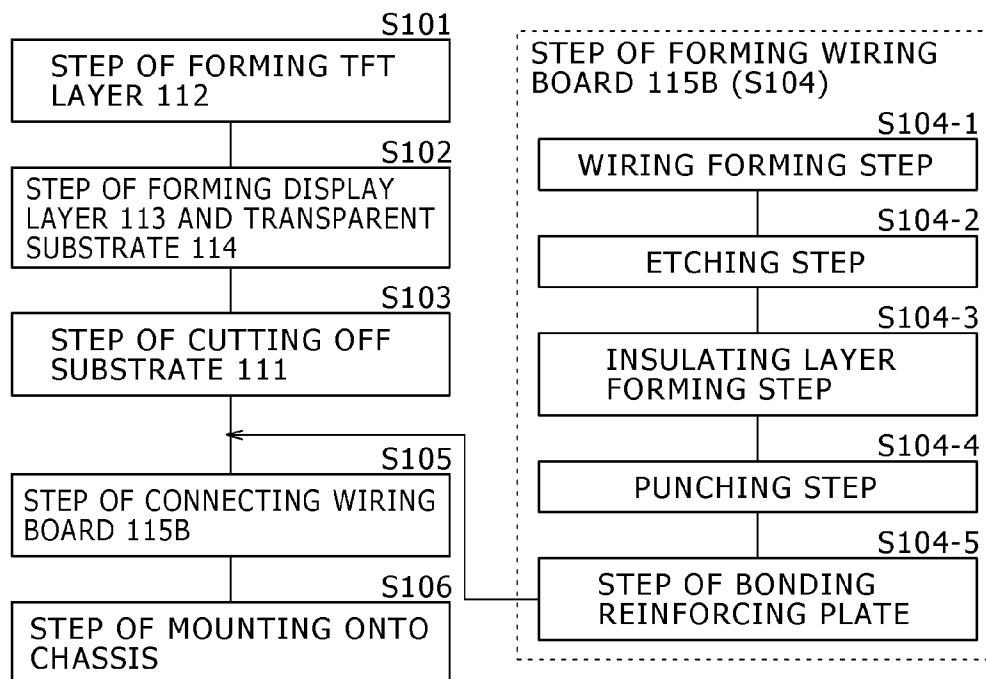 S101
STEP OF FORMING TFT
LAYER 112
S102
STEP OF FORMING DISPLAY
LAYER 113 AND TRANSPARENT
SUBSTRATE 114
S103
STEP OF CUTTING OFF
SUBSTRATE 111
S105
STEP OF CONNECTING WIRING
BOARD 115B
S106
STEP OF MOUNTING ONTO
CHASSIS
STEP OF FORMING WIRING
BOARD 115B (S104)
S104-1
WIRING FORMING STEP
S104-2
ETCHING STEP
S104-3
INSULATING LAYER
FORMING STEP
S104-4
PUNCHING STEP
S104-5
STEP OF BONDING
REINFORCING PLATE